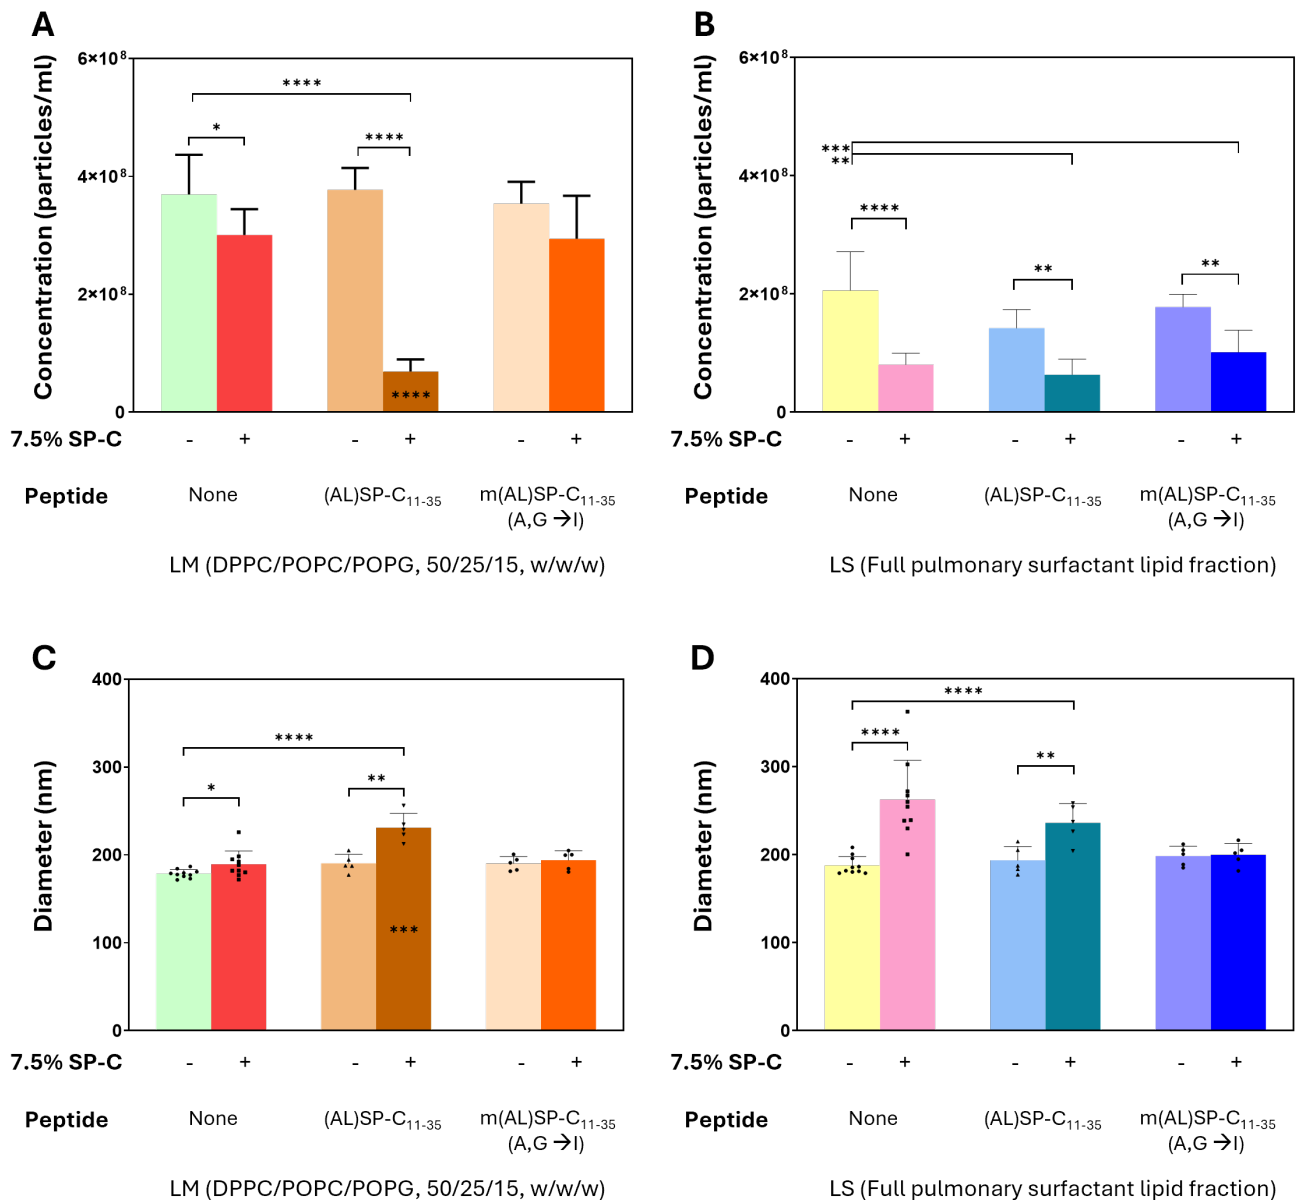 A
Concentration (particles/ml)
6×10⁸
4×10⁸
2×10⁸
0
****
*
****
****
7.5% SP-C - + - + - +
Peptide None (AL)SP-C₁₁₋₃₅ m(AL)SP-C₁₁₋₃₅
(A,G →I)
LM (DPPC/POPC/POPG, 50/25/15, w/w/w)
B
Concentration (particles/ml)
6×10⁸
4×10⁸
2×10⁸
0
***
**
****
**
**
7.5% SP-C - + - + - +
Peptide None (AL)SP-C₁₁₋₃₅ m(AL)SP-C₁₁₋₃₅
(A,G →I)
LS (Full pulmonary surfactant lipid fraction)
C
Diameter (nm)
400
300
200
100
0
****
*
**
***
7.5% SP-C - + - + - +
Peptide None (AL)SP-C₁₁₋₃₅ m(AL)SP-C₁₁₋₃₅
(A,G →I)
LM (DPPC/POPC/POPG, 50/25/15, w/w/w)
D
Diameter (nm)
400
300
200
100
0
****
****
**
7.5% SP-C - + - + - +
Peptide None (AL)SP-C₁₁₋₃₅ m(AL)SP-C₁₁₋₃₅
(A,G →I)
LS (Full pulmonary surfactant lipid fraction)